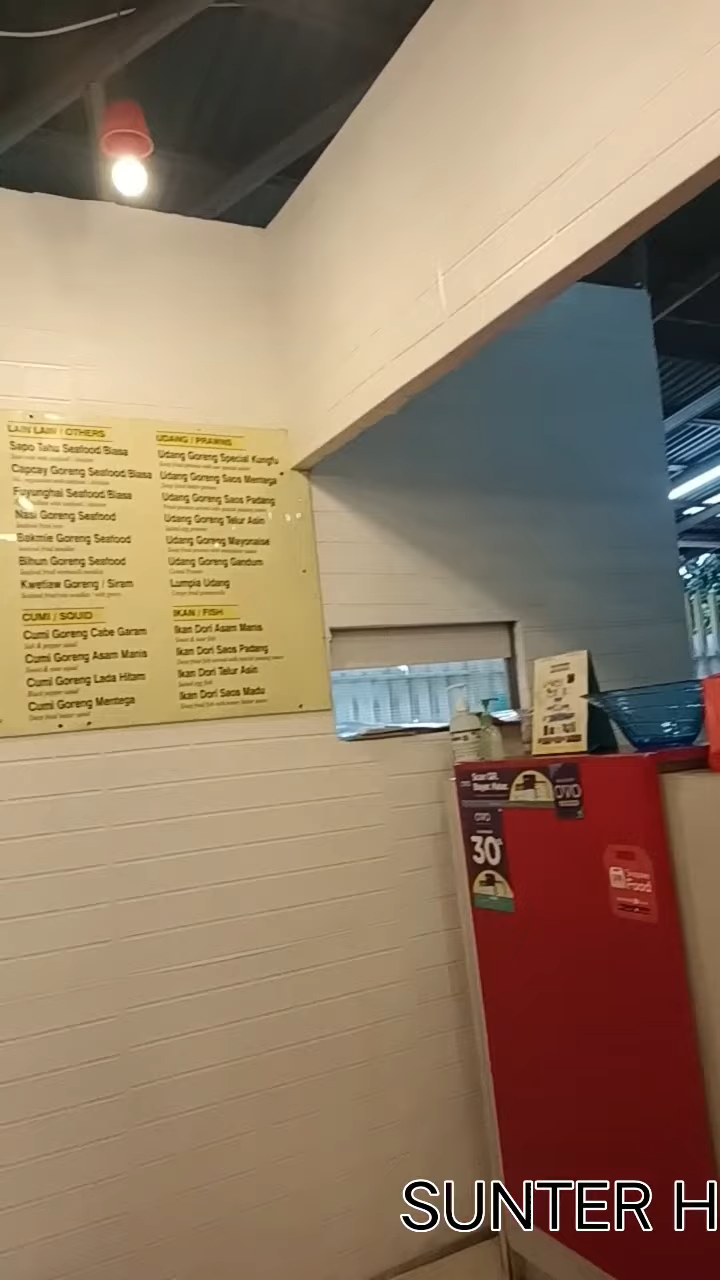 LAIN LAIN / OTHERS
Sapo Tahu Seafood/Biasa
Capcay Goreng Seafood/Biasa
Fuyunghai Seafood/Biasa
Nasi Goreng Seafood
Bakmie Goreng Seafood
Bihun Goreng Seafood
Kwetiaw Goreng / Siram
CUMI / SQUID
Cumi Goreng Cabe Garam
Cumi Goreng Asam Manis
Cumi Goreng Lada Hitam
Cumi Goreng Mentega
UDANG / PRAWNS
Udang Goreng Special Kungfu
Udang Goreng Saos Mentega
Udang Goreng Saos Padang
Udang Goreng Telur Asin
Udang Goreng Mayonaise
Udang Goreng Gandum
Lumpia Udang
IKAN / FISH
Ikan Dori Asam Manis
Ikan Dori Saos Padang
Ikan Dori Telur Asin
Ikan Dori Saos Madu
Scan QR,
OVO
OVO
30
Food
SUNTER H